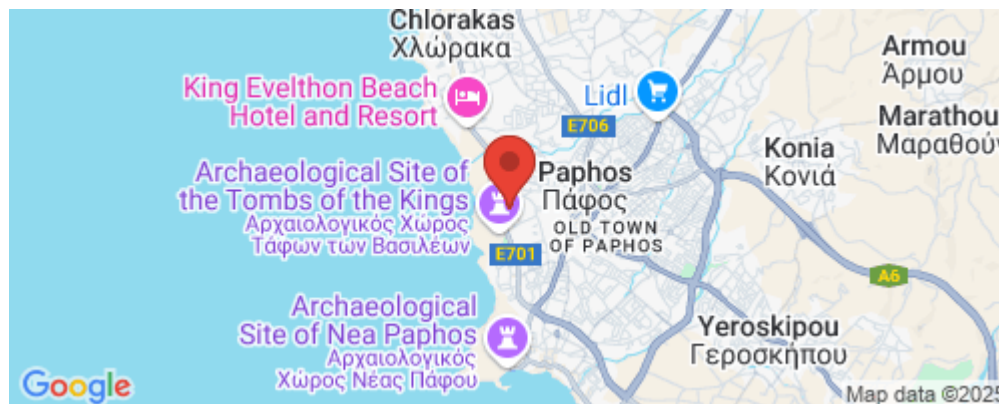 Chlorakas
Χλώρακα
King Evelthon Beach
Hotel and Resort
Lidl
E706
Armou
Άρμου
Marathou
Μαραθούν
Konia
Κονιά
Archaeological Site of
the Tombs of the Kings
Αρχαιολογικός Χώρος
Τάφων των Βασιλέων
Paphos
Πάφος
OLD TOWN
OF PAPHOS
E701
A6
Archaeological
Site of Nea Paphos
Αρχαιολογικός
Χώρος Νέας Πάφου
Yeroskipou
Γεροσκήπου
Google
Map data ©2025